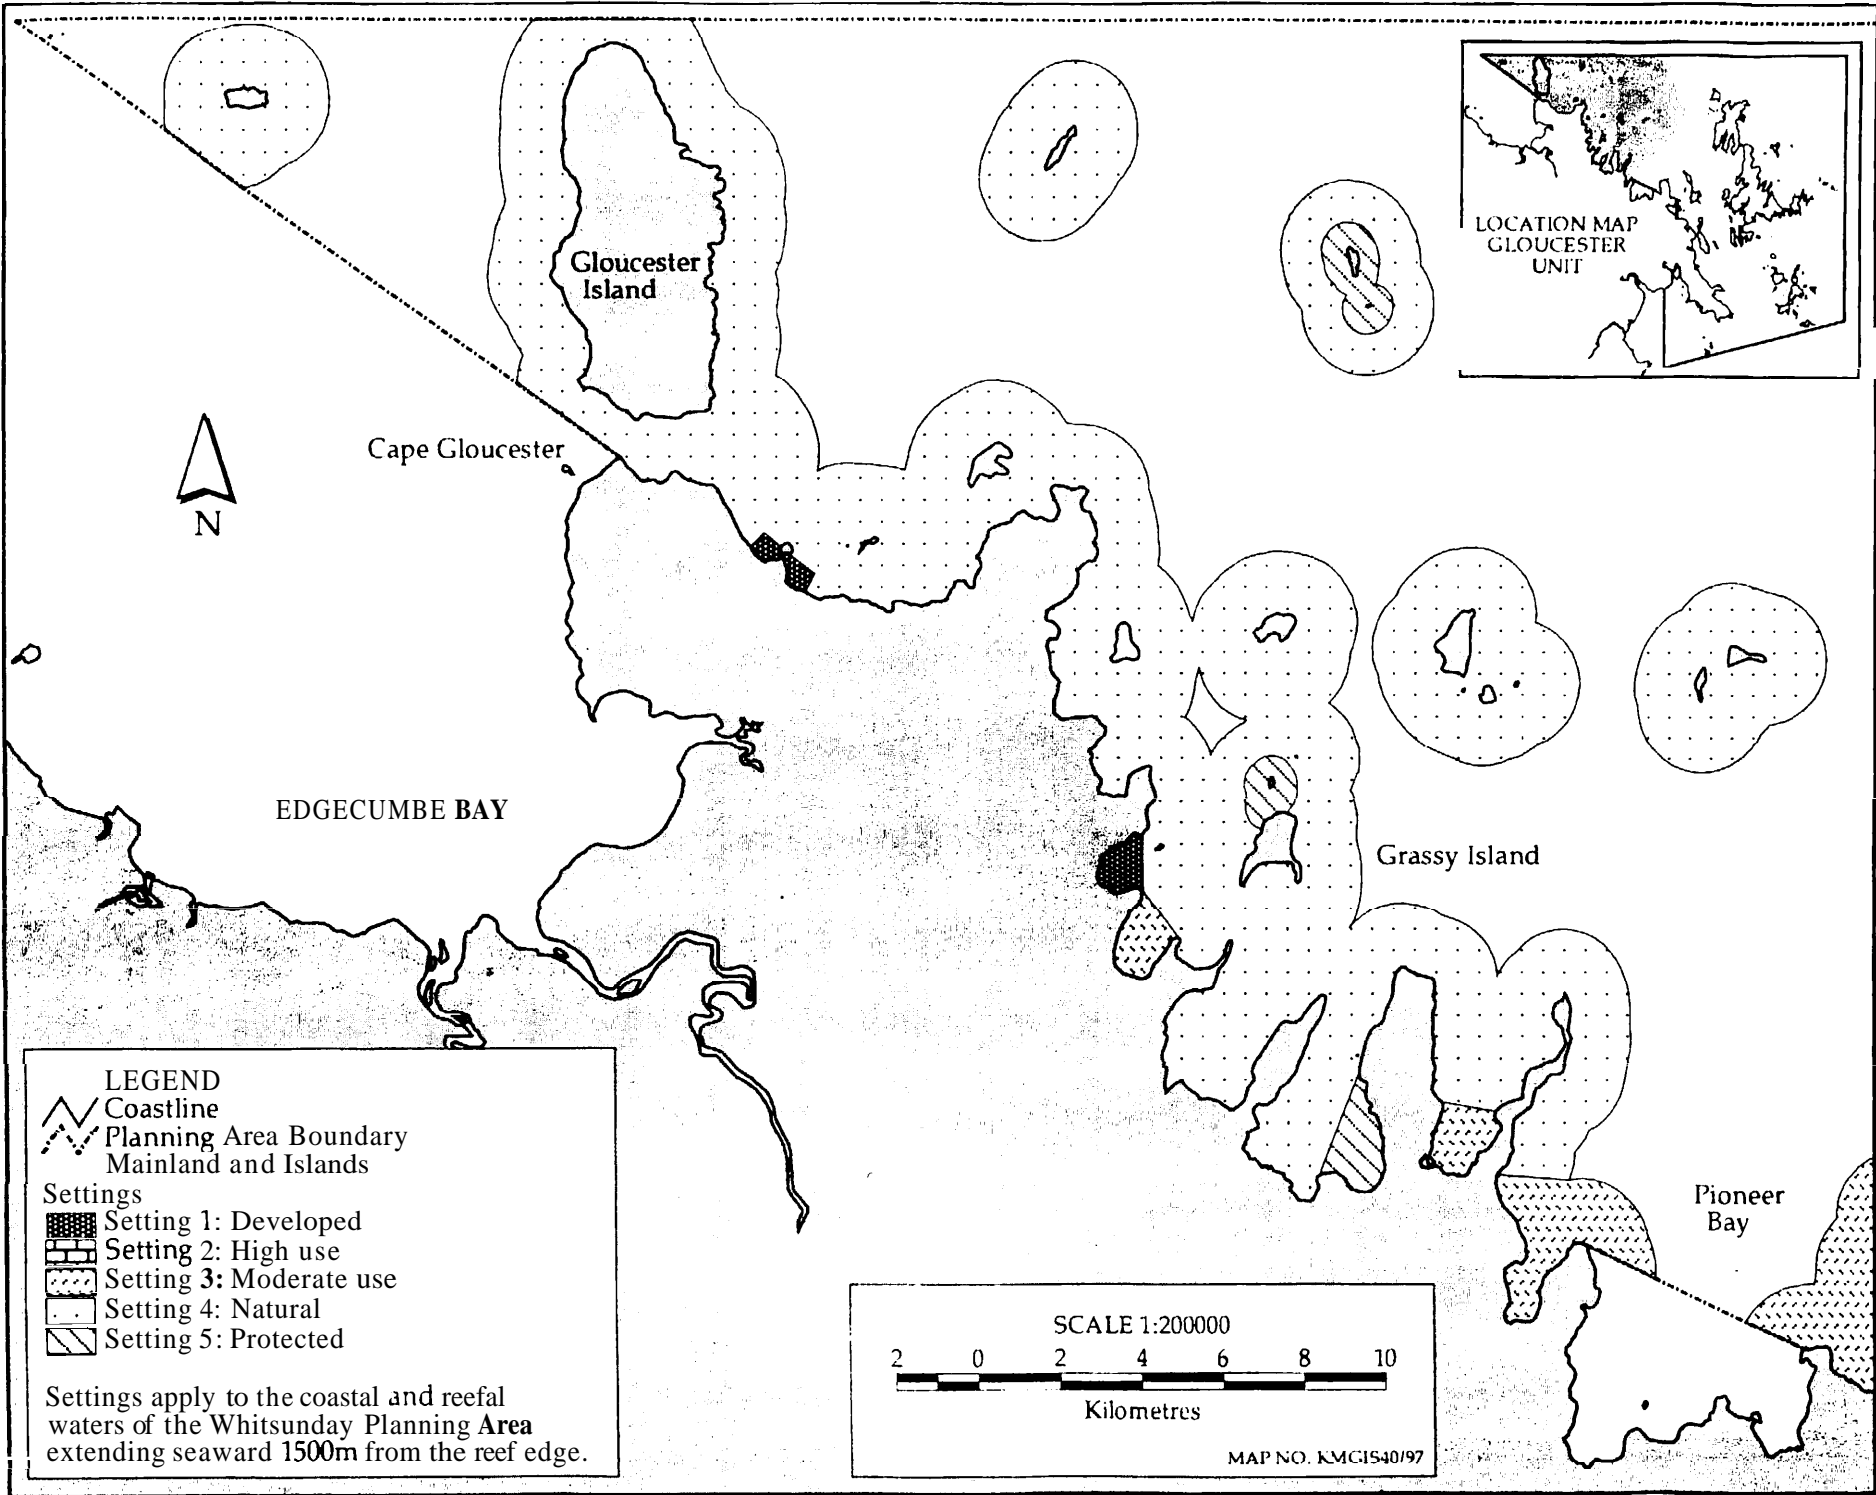 LOCATION MAP
GLOUCESTER
UNIT
Gloucester
Island
Cape Gloucester
N
EDGECUMBE BAY
Grassy Island
Pioneer
Bay
LEGEND
Coastline
Planning Area Boundary
Mainland and Islands
Settings
Setting 1: Developed
Setting 2: High use
Setting 3: Moderate use
Setting 4: Natural
Setting 5: Protected
Settings apply to the coastal and reefal
waters of the Whitsunday Planning Area
extending seaward 1500m from the reef edge.
SCALE 1:200000
2 0 2 4 6 8 10
Kilometres
MAP NO. KMGIS40/97